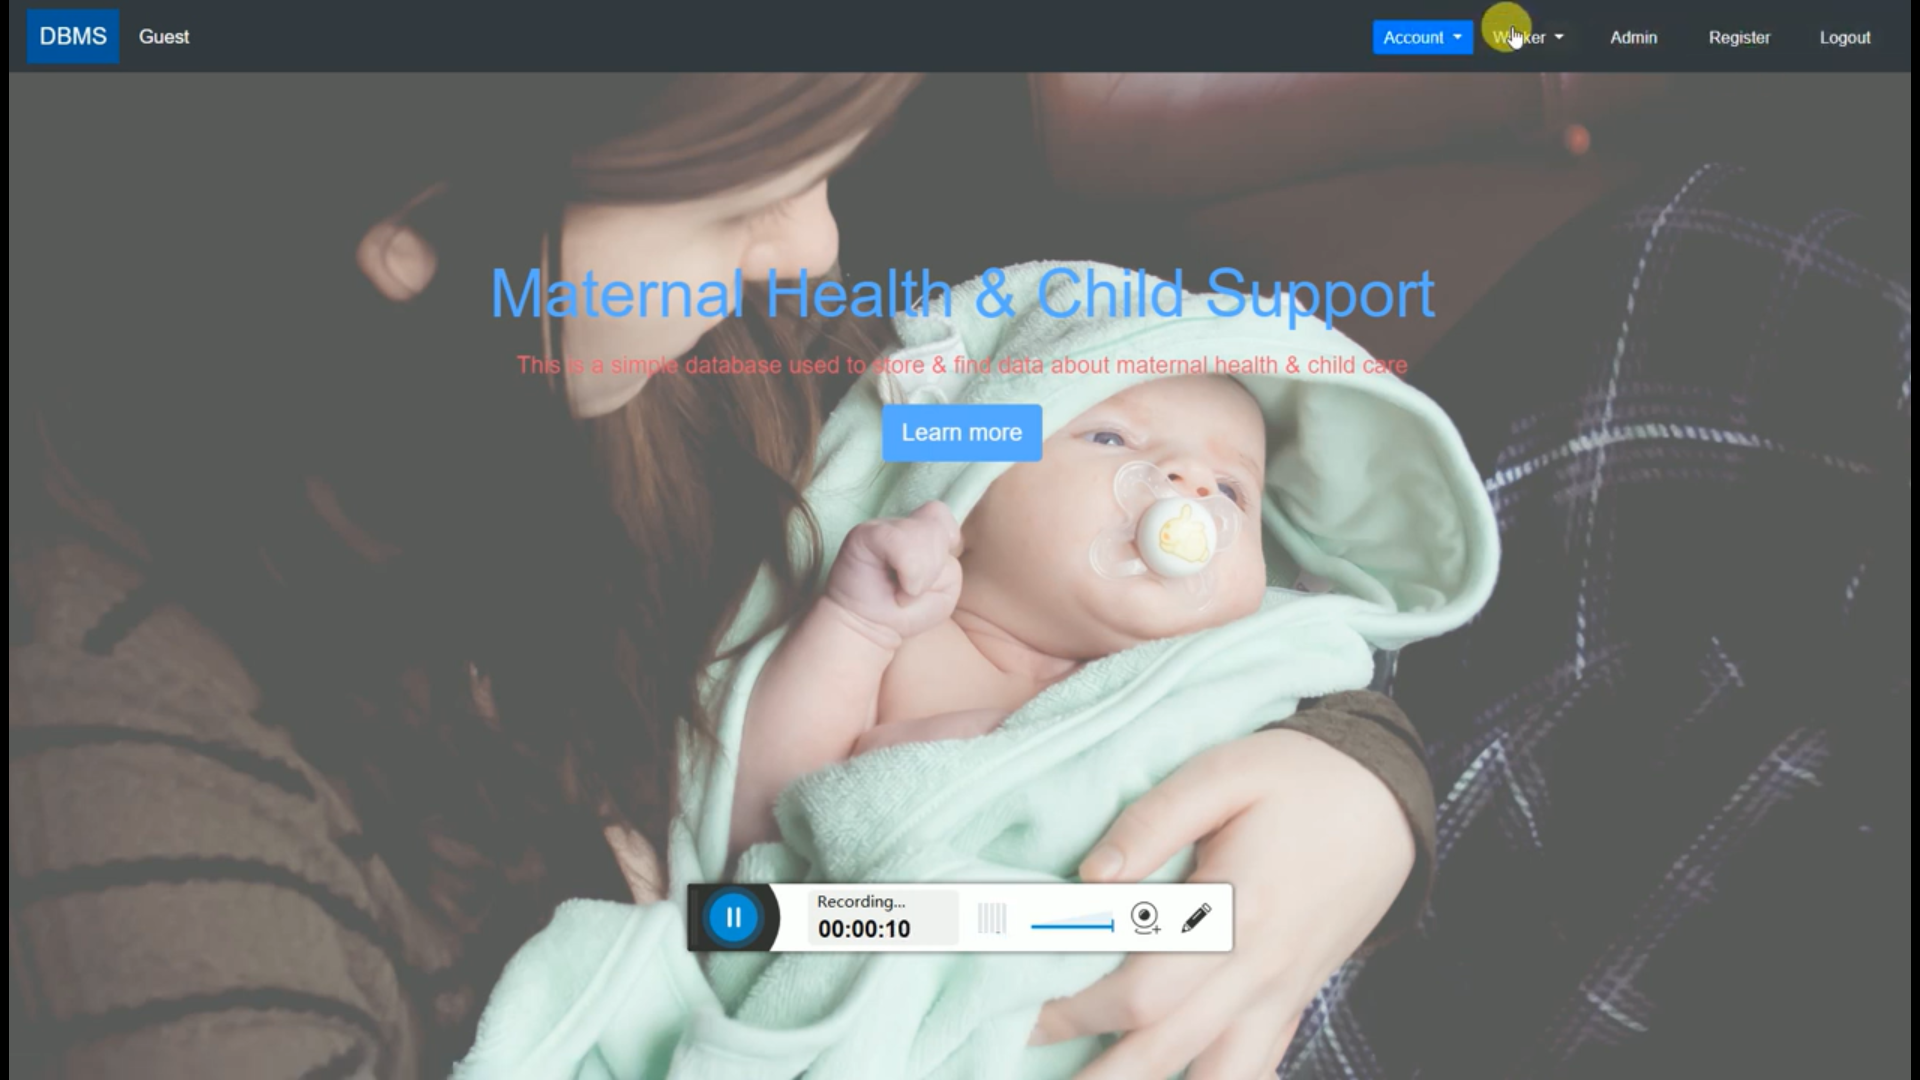 DBMS Guest Account Worker Admin Register Logout
Maternal Health & Child Support
This is a simple database used to store & find data about maternal health & child care
Learn more
Recording...
00:00:10